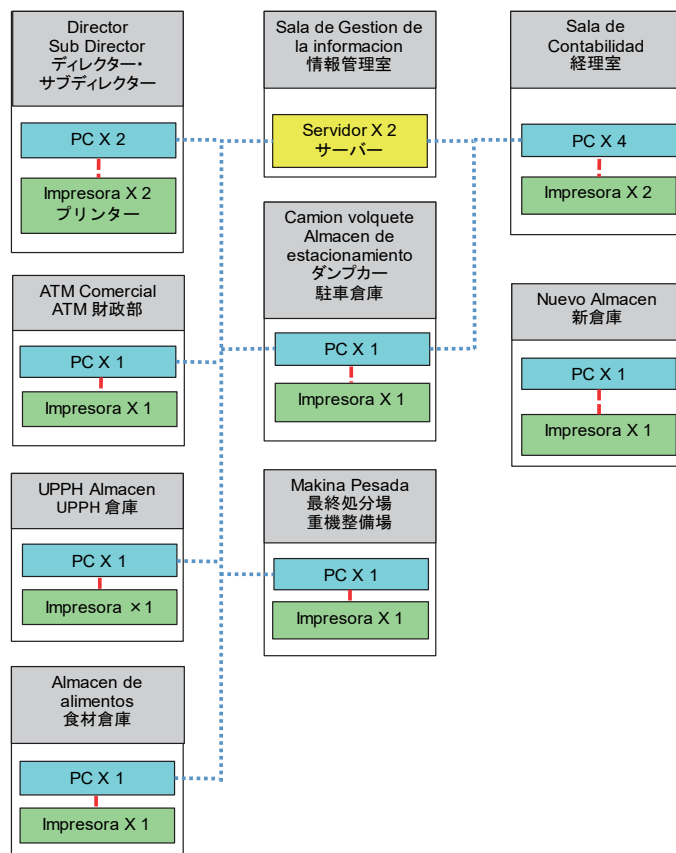 Director
Sub Director
ディレクター・
サブディレクター
PC X 2
Impresora X 2
プリンター
Sala de Gestion de
la informacion
情報管理室
Servidor X 2
サーバー
Sala de
Contabilidad
経理室
PC X 4
Impresora X 2
ATM Comercial
ATM 財政部
PC X 1
Impresora X 1
Camion volquete
Almacen de
estacionamiento
ダンプカー
駐車倉庫
PC X 1
Impresora X 1
Nuevo Almacen
新倉庫
PC X 1
Impresora X 1
UPPH Almacen
UPPH 倉庫
PC X 1
Impresora ×1
Makina Pesada
最終処分場
重機整備場
PC X 1
Impresora X 1
Almacen de
alimentos
食材倉庫
PC X 1
Impresora X 1